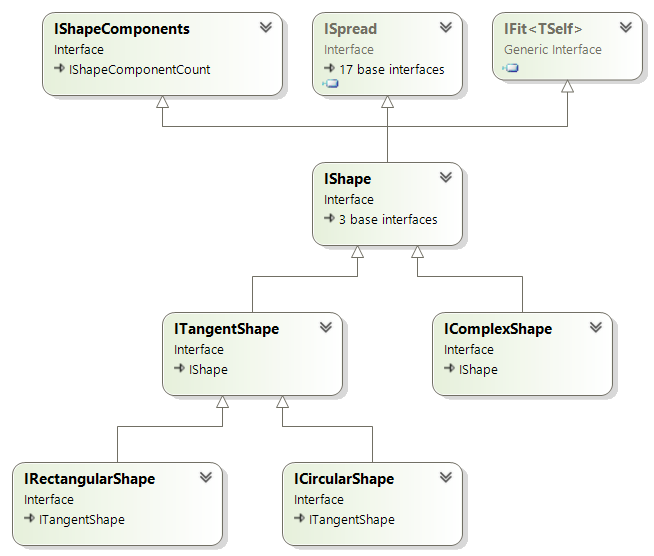 IShapeComponents
Interface
IShapeComponentCount
ISpread
Interface
17 base interfaces
IFit<TSelf>
Generic Interface
IShape
Interface
3 base interfaces
ITangentShape
Interface
IShape
IComplexShape
Interface
IShape
IRectangularShape
Interface
ITangentShape
ICircularShape
Interface
ITangentShape